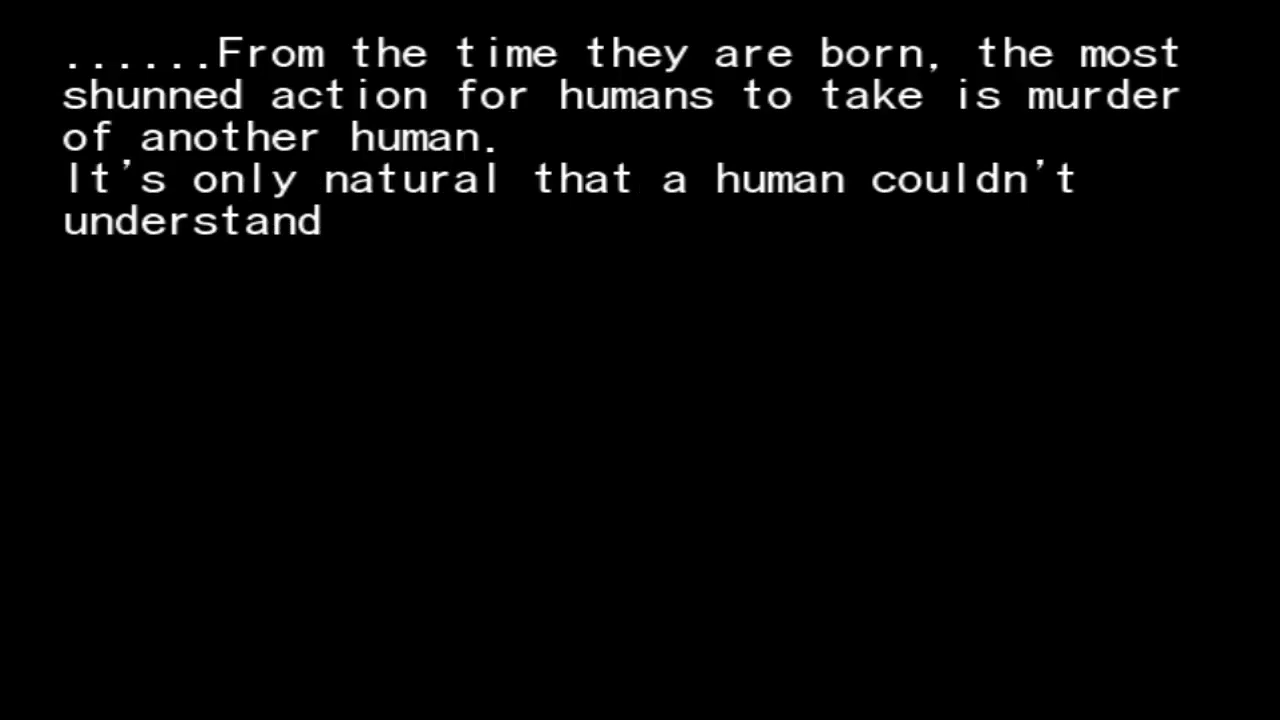 ......From the time they are born, the most
shunned action for humans to take is murder
of another human.
It's only natural that a human couldn't
understand